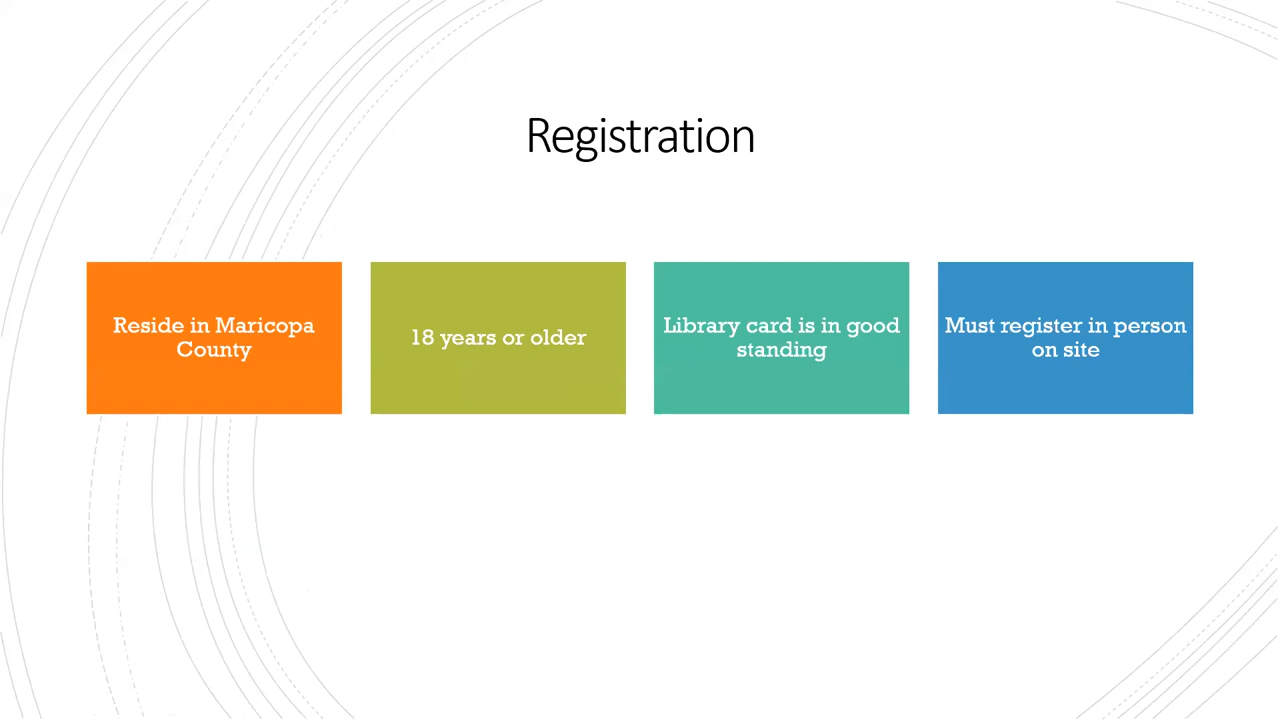 Registration
Reside in Maricopa
County
18 years or older
Library card is in good
standing
Must register in person
on site